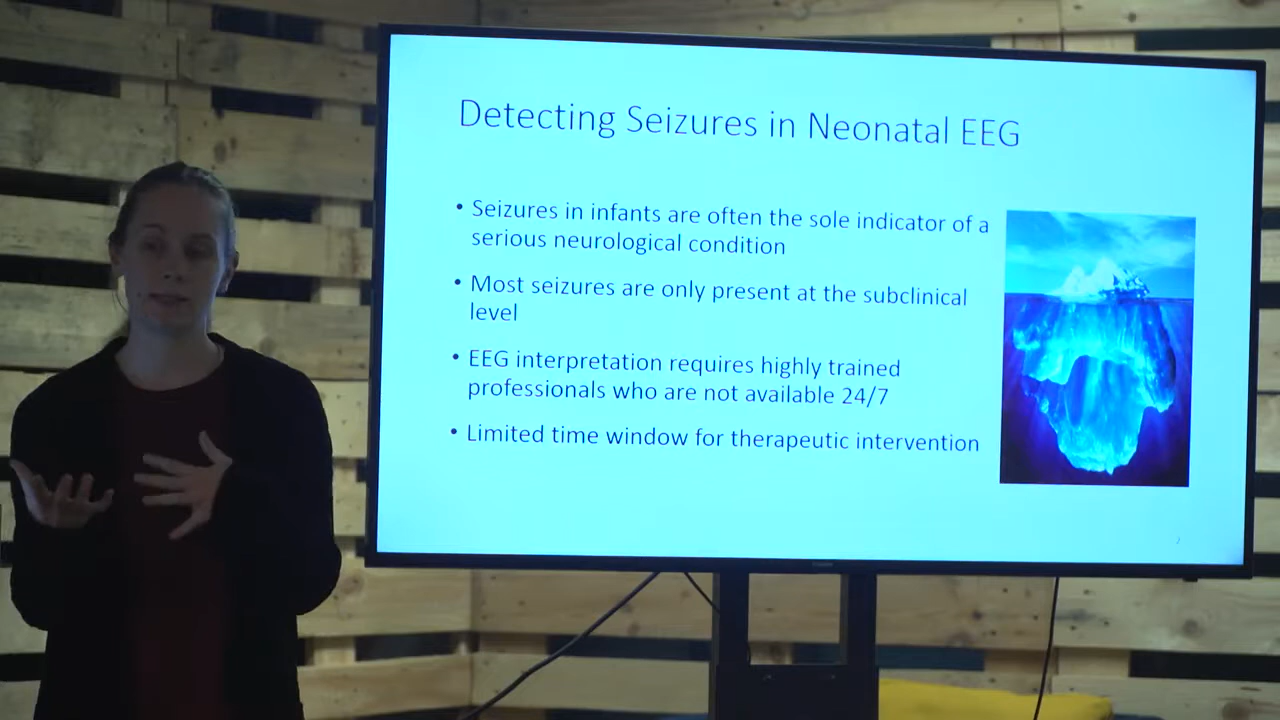 Detecting Seizures in Neonatal EEG
• Seizures in infants are often the sole indicator of a
serious neurological condition
• Most seizures are only present at the subclinical
level
• EEG interpretation requires highly trained
professionals who are not available 24/7
• Limited time window for therapeutic intervention